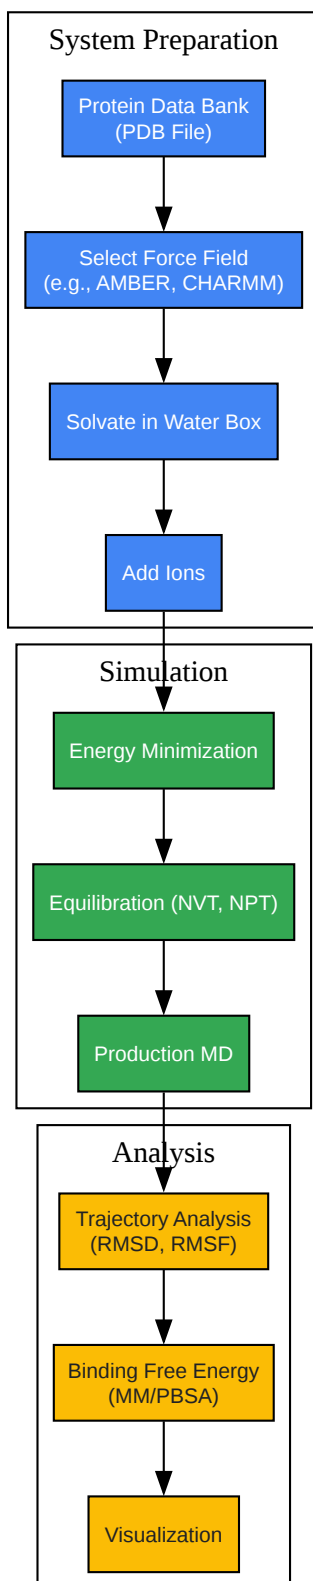 System Preparation
Protein Data Bank
(PDB File)
Select Force Field
(e.g., AMBER, CHARMM)
Solvate in Water Box
Add Ions
Simulation
Energy Minimization
Equilibration (NVT, NPT)
Production MD
Analysis
Trajectory Analysis
(RMSD, RMSF)
Binding Free Energy
(MM/PBSA)
Visualization